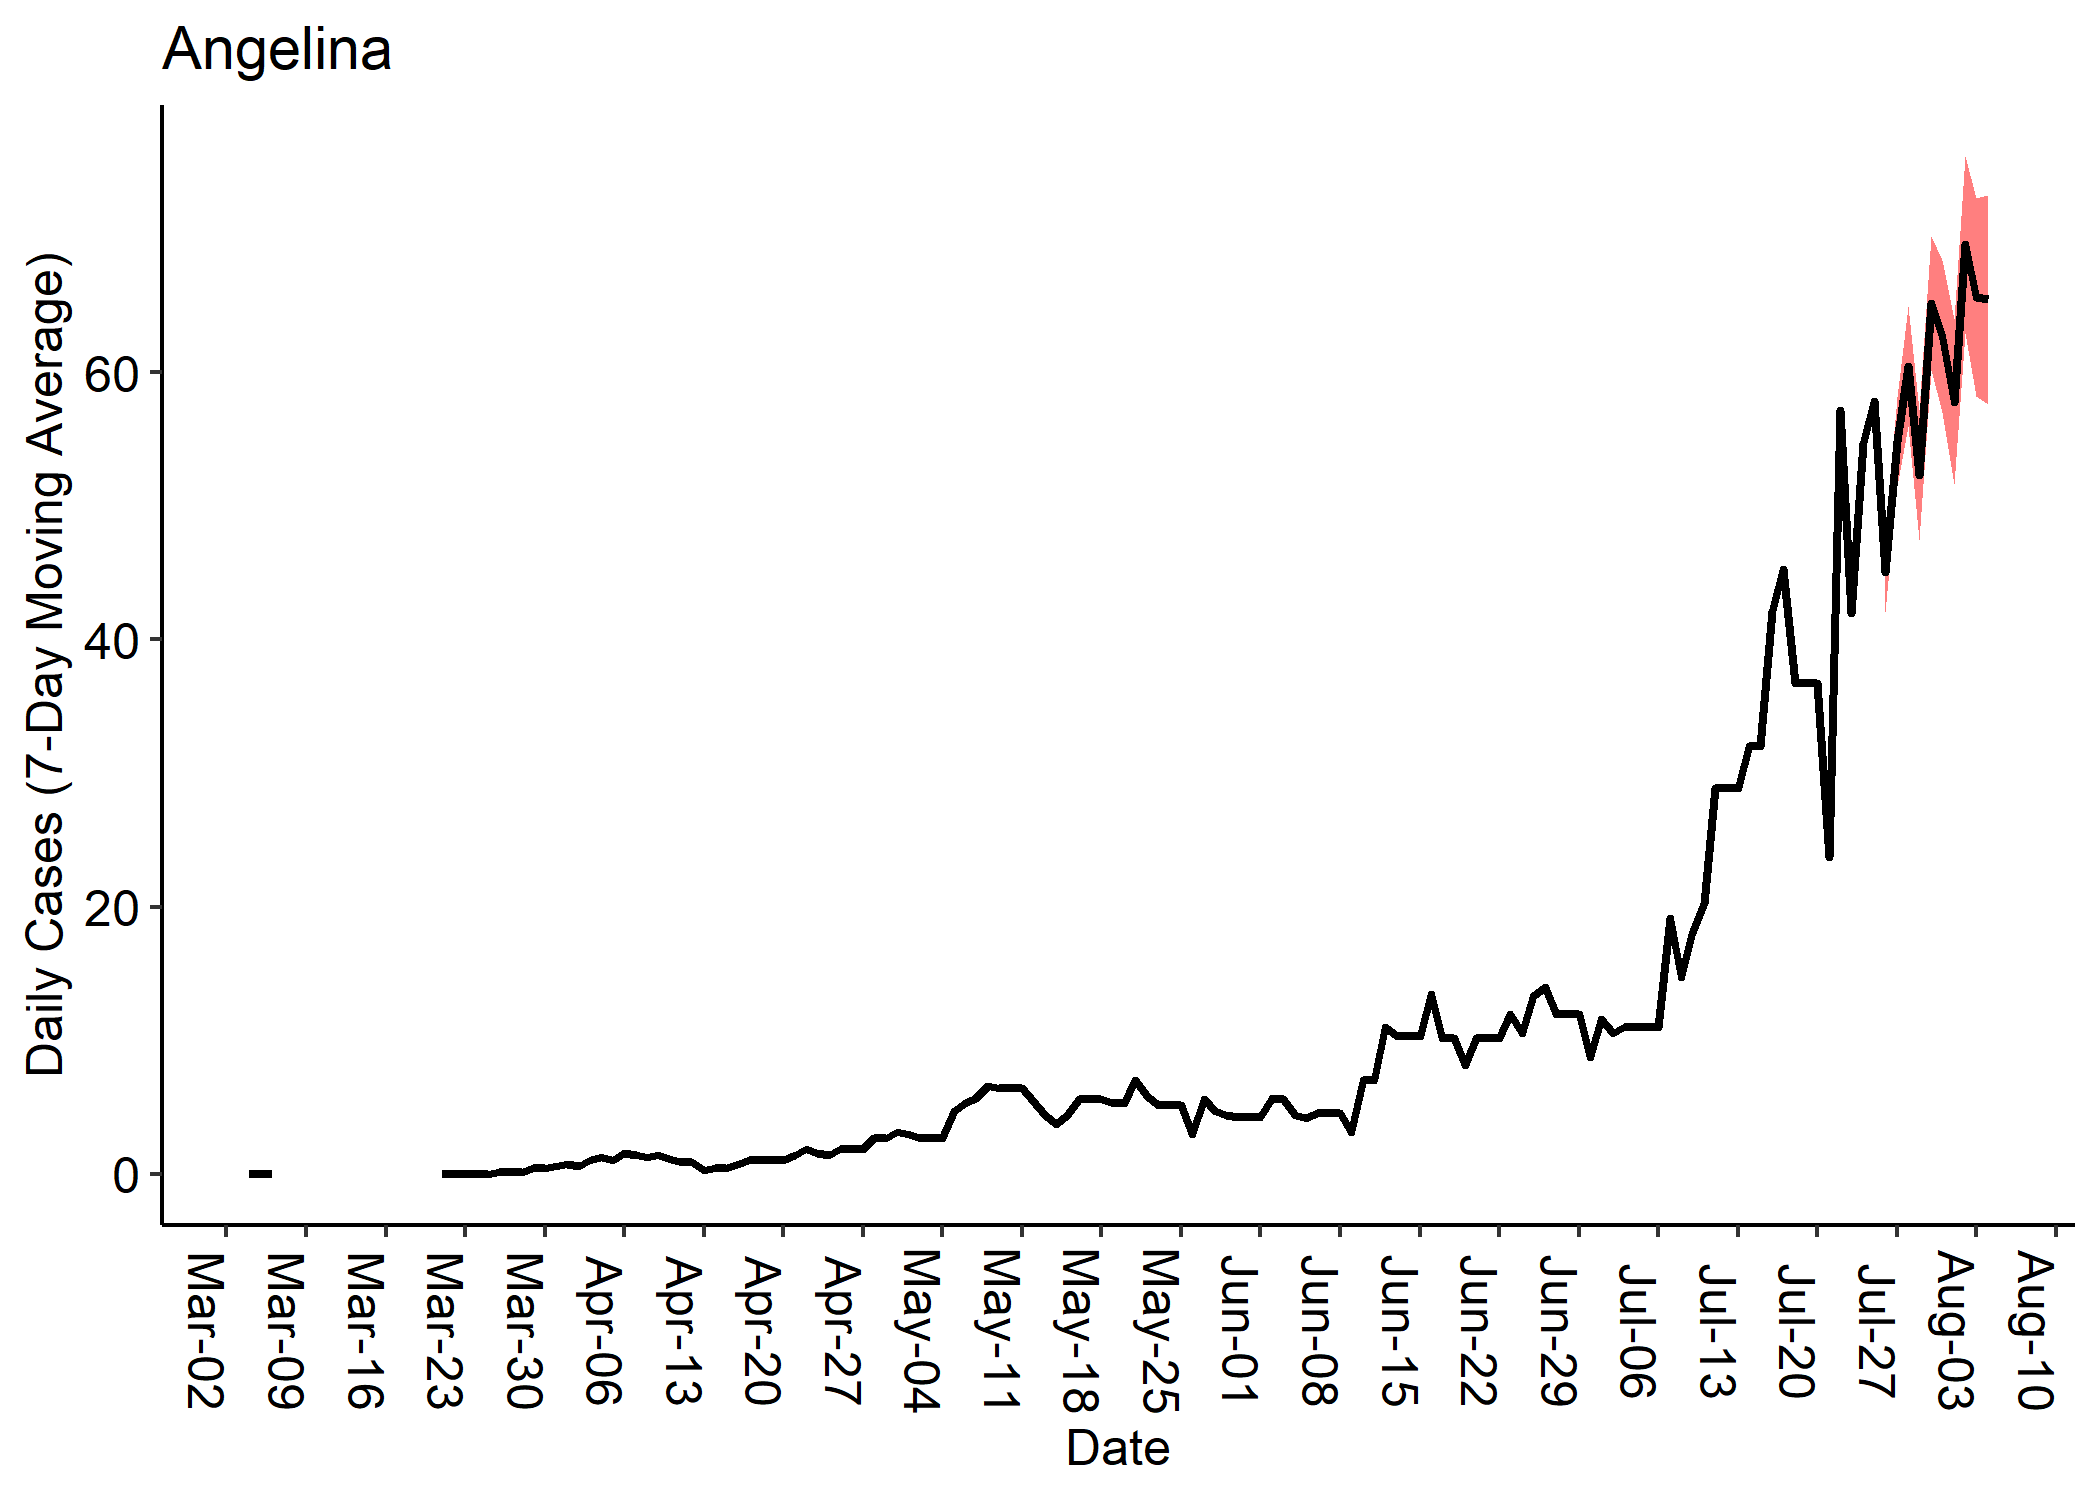 Angelina
Daily Cases (7-Day Moving Average)
60
40
20
0
Mar-02
Mar-09
Mar-16
Mar-23
Mar-30
Apr-06
Apr-13
Apr-20
Apr-27
May-04
May-11
May-18
May-25
Jun-01
Jun-08
Jun-15
Jun-22
Jun-29
Jul-06
Jul-13
Jul-20
Jul-27
Aug-03
Aug-10
Date